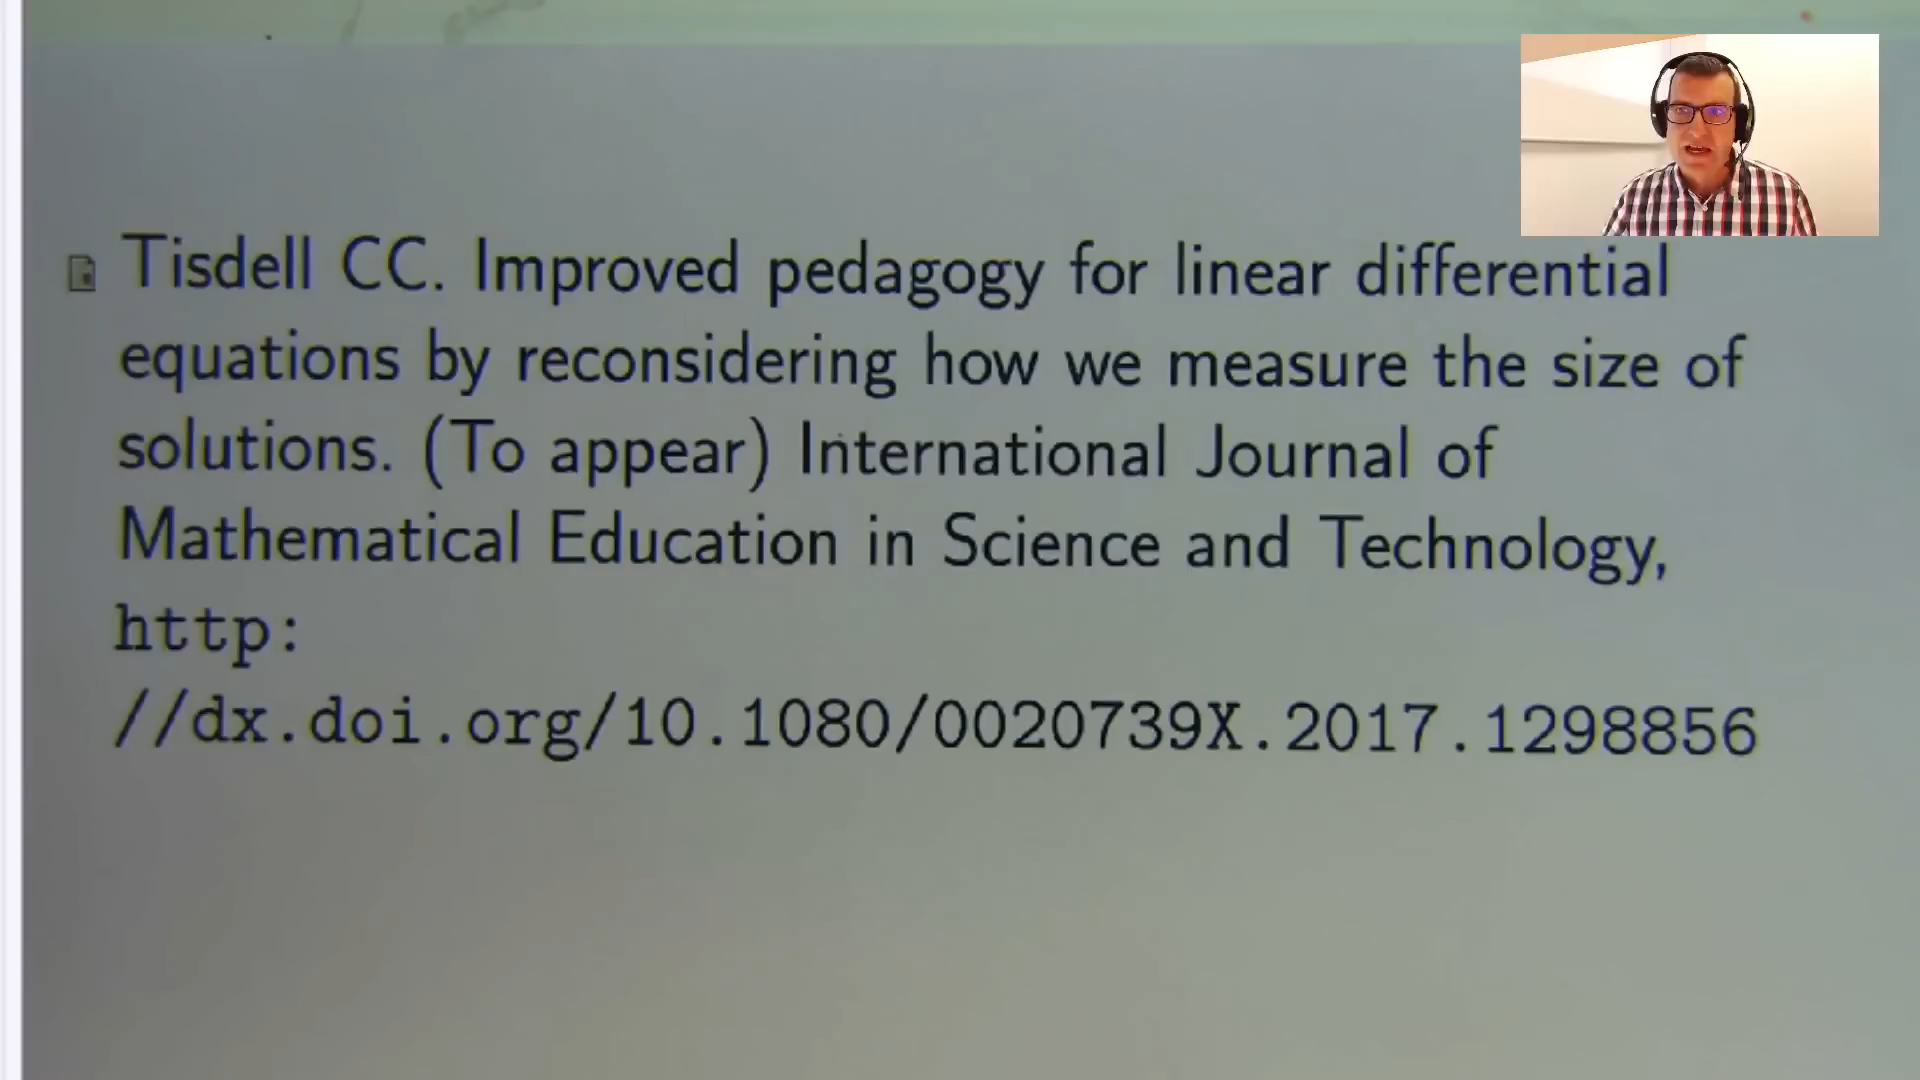 Tisdell CC. Improved pedagogy for linear differential
equations by reconsidering how we measure the size of
solutions. (To appear) International Journal of
Mathematical Education in Science and Technology,
http:
//dx.doi.org/10.1080/0020739X.2017.1298856